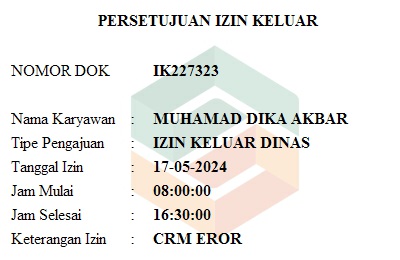 PERSETUJUAN IZIN KELUAR
NOMOR DOK IK227323
Nama Karyawan : MUHAMAD DIKA AKBAR
Tipe Pengajuan : IZIN KELUAR DINAS
Tanggal Izin : 17-05-2024
Jam Mulai : 08:00:00
Jam Selesai : 16:30:00
Keterangan Izin : CRM EROR